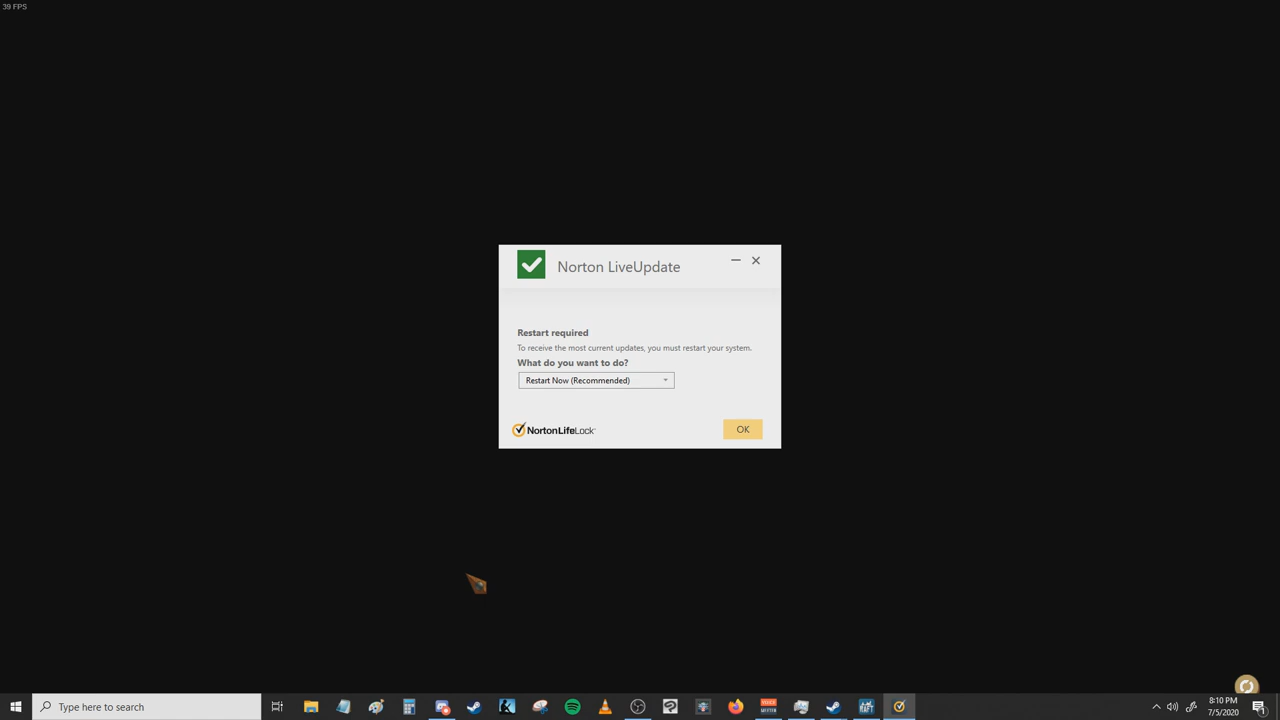 39 FPS
Norton LiveUpdate
Restart required
To receive the most current updates, you must restart your system.
What do you want to do?
Restart Now (Recommended)
NortonLifeLock
OK
Type here to search
8:10 PM
7/5/2020